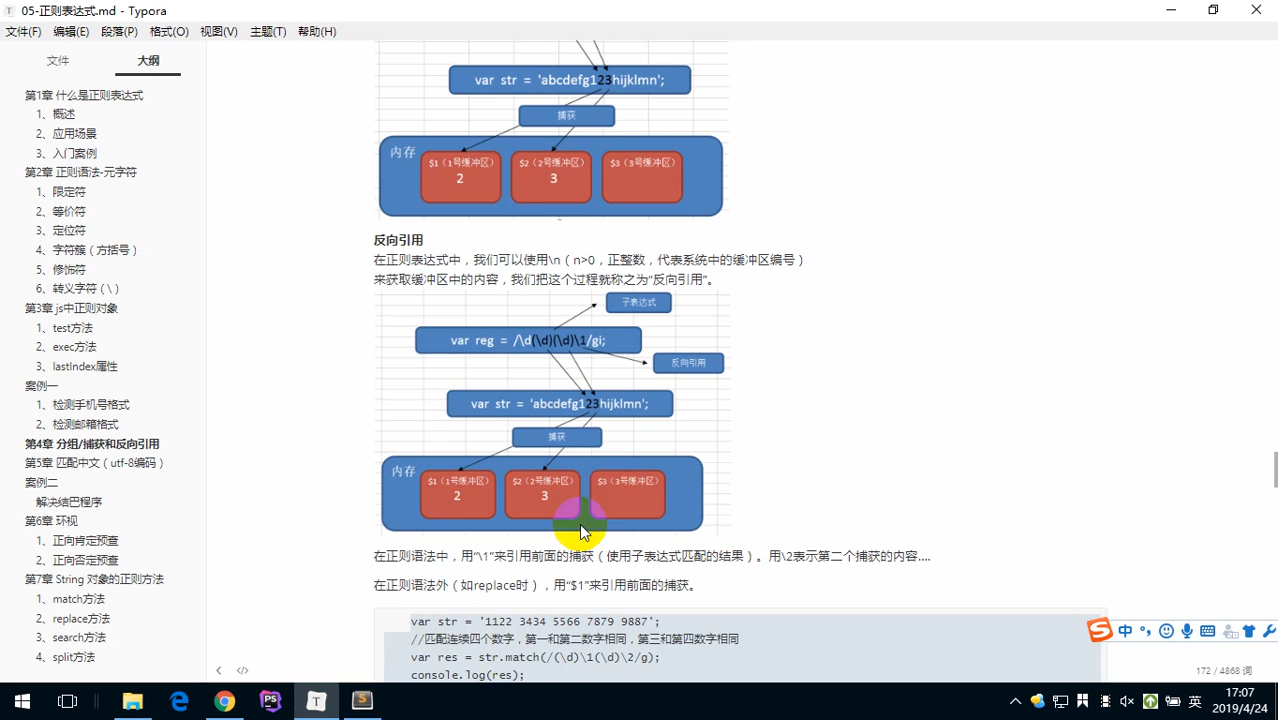 05-正则表达式.md - Typora
文件(F) 编辑(E) 段落(P) 格式(O) 视图(V) 主题(T) 帮助(H)
文件 大纲
第1章 什么是正则表达式
1、概述
2、应用场景
3、入门案例
第2章 正则语法-元字符
1、限定符
2、等价符
3、定位符
4、字符簇（方括号）
5、修饰符
6、转义字符（\）
第3章 js中正则对象
1、test方法
2、exec方法
3、lastIndex属性
案例一
1、检测手机号格式
2、检测邮箱格式
第4章 分组/捕获和反向引用
第5章 匹配中文（utf-8编码）
案例二
解决结巴程序
第6章 环视
1、正向肯定预查
2、正向否定预查
第7章 String 对象的正则方法
1、match方法
2、replace方法
3、search方法
4、split方法
var str = 'abcdefg123hijklmn';
捕获
内存
$1（1号缓冲区） $2（2号缓冲区） $3（3号缓冲区）
2 3
反向引用
在正则表达式中，我们可以使用\n（n>0，正整数，代表系统中的缓冲区编号）
来获取缓冲区中的内容，我们把这个过程就称之为“反向引用”。
子表达式
var reg = /\d(\d)(\d)\1/gi;
反向引用
var str = 'abcdefg123hijklmn';
捕获
内存
$1（1号缓冲区） $2（2号缓冲区） $3（3号缓冲区）
2 3
在正则语法中，用“\1”来引用前面的捕获（使用子表达式匹配的结果）。用\2表示第二个捕获的内容....
在正则语法外（如replace时），用“$1”来引用前面的捕获。
var str = '1122 3434 5566 7879 9887';
//匹配连续四个数字，第一和第二数字相同，第三和第四数字相同
var res = str.match(/(\d)\1(\d)\2/g);
console.log(res);
中
172 / 4868 词
英
17:07
2019/4/24